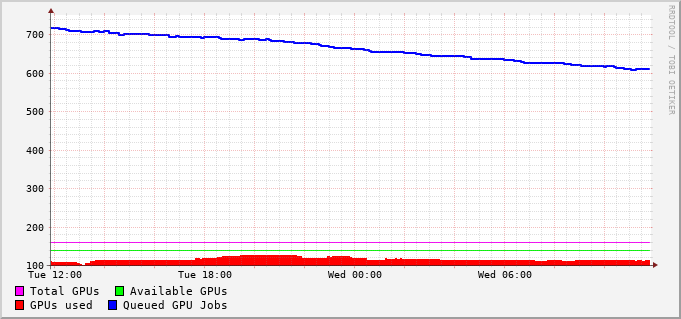 RRDTOOL / TOBI OETIKER
700
600
500
400
300
200
100
Tue 12:00 Tue 18:00 Wed 00:00 Wed 06:00
Total GPUs Available GPUs
GPUs used Queued GPU Jobs